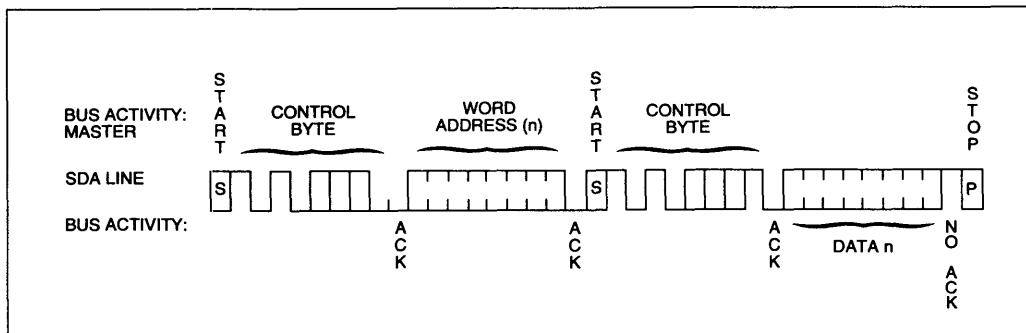 START
START
STOP
BUS ACTIVITY:
MASTER
CONTROL
BYTE
WORD
ADDRESS (n)
CONTROL
BYTE
SDA LINE
S
S
P
BUS ACTIVITY:
ACK
ACK
ACK
DATA n
NO ACK